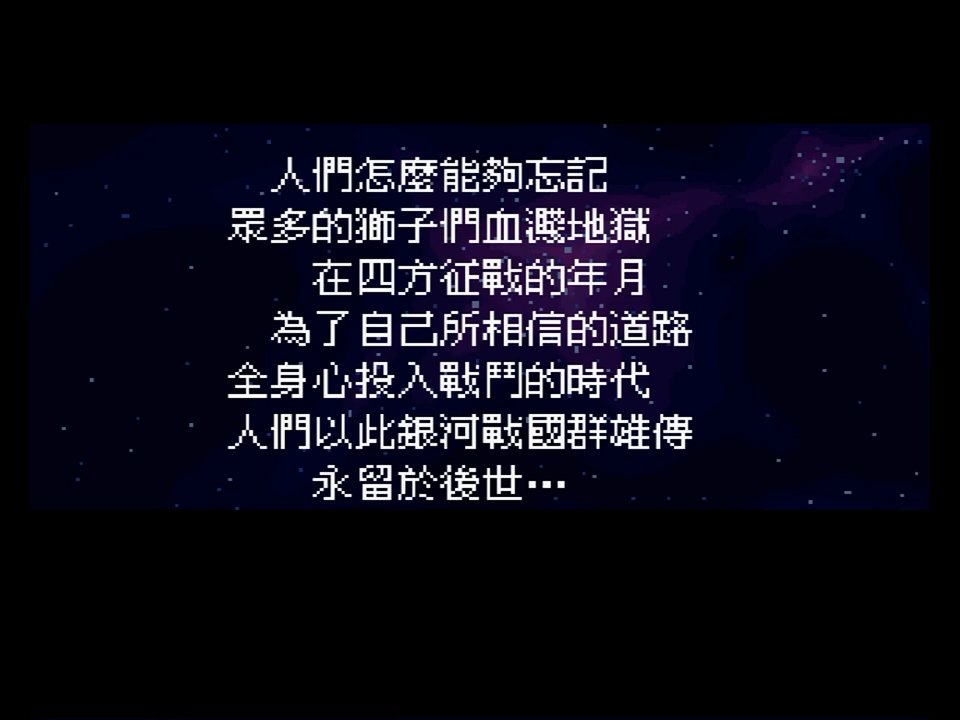 人們怎麼能夠忘記
眾多的獅子們血濺地獄
在四方征戰的年月
為了自己所相信的道路
全身心投入戰鬥的時代
人們以此銀河戰國群雄傳
永留於後世…